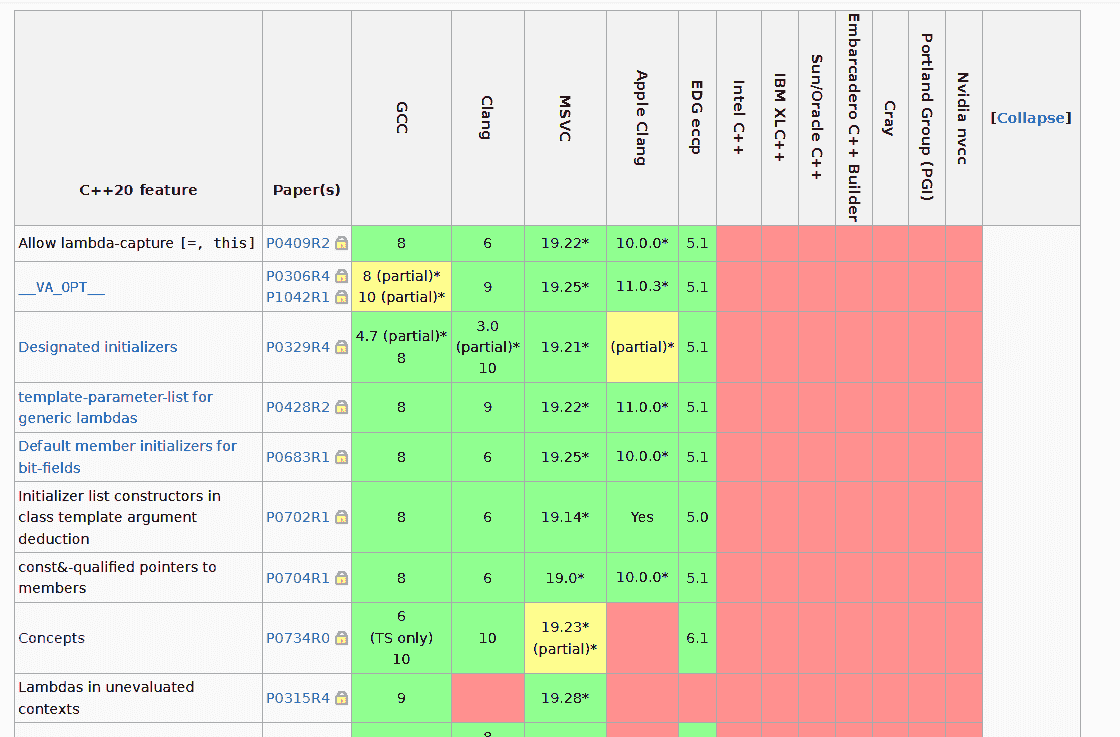 C++20 feature
Paper(s)
GCC
Clang
MSVC
Apple Clang
EDG eccp
Intel C++
IBM XLC++
Sun/Oracle C++
Embarcadero C++ Builder
Cray
Portland Group (PGI)
Nvidia nvcc
[Collapse]
Allow lambda-capture [=, this]
P0409R2
8
6
19.22*
10.0.0*
5.1
__VA_OPT__
P0306R4
P1042R1
8 (partial)*
10 (partial)*
9
19.25*
11.0.3*
5.1
Designated initializers
P0329R4
4.7 (partial)*
8
3.0
(partial)*
10
19.21*
(partial)*
5.1
template-parameter-list for
generic lambdas
P0428R2
8
9
19.22*
11.0.0*
5.1
Default member initializers for
bit-fields
P0683R1
8
6
19.25*
10.0.0*
5.1
Initializer list constructors in
class template argument
deduction
P0702R1
8
6
19.14*
Yes
5.0
const&-qualified pointers to
members
P0704R1
8
6
19.0*
10.0.0*
5.1
Concepts
P0734R0
6
(TS only)
10
10
19.23*
(partial)*
6.1
Lambdas in unevaluated
contexts
P0315R4
9
19.28*